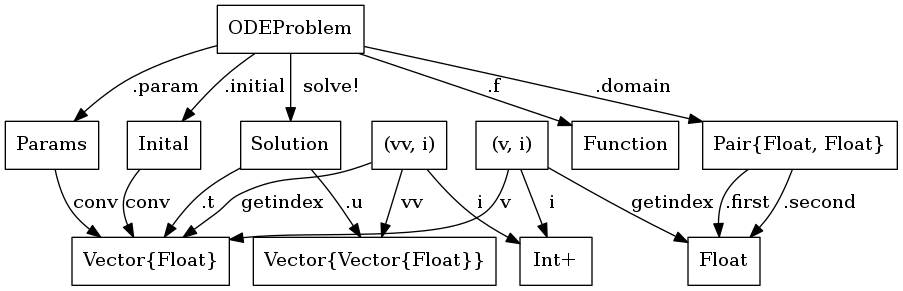 ODEProblem
.param
.initial
solve!
.f
.domain
Params
Inital
Solution
(vv, i)
(v, i)
Function
Pair{Float, Float}
conv
conv
.t
getindex
.u
vv
i
v
i
getindex
.first
.second
Vector{Float}
Vector{Vector{Float}}
Int+
Float